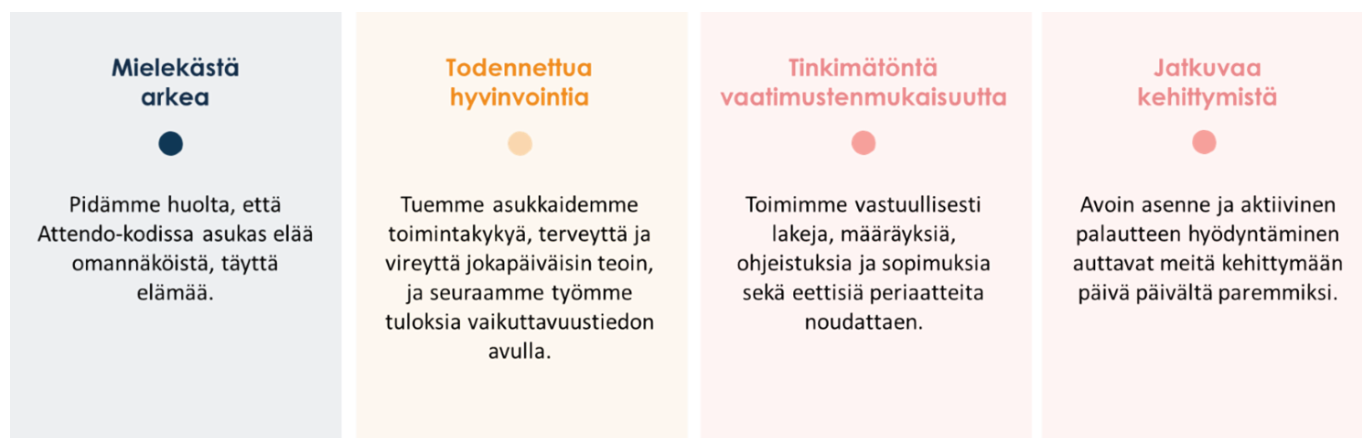 Mielekästä
arkea
Pidämme huolta, että
Attendo-kodissa asukas elää
omannäköistä, täyttä
elämää.
Todennettua
hyvinvointia
Tuemme asukkaidemme
toimintakykyä, terveyttä ja
vireyttä jokapäiväisin teoin,
ja seuraamme työmme
tuloksia vaikuttavuustiedon
avulla.
Tinkimätöntä
vaatimustenmukaisuutta
Toimimme vastuullisesti
lakeja, määräyksiä,
ohjeistuksia ja sopimuksia
sekä eettisiä periaatteita
noudattaen.
Jatkuvaa
kehittymistä
Avoin asenne ja aktiivinen
palautteen hyödyntäminen
auttavat meitä kehittymään
päivä päivältä paremmiksi.